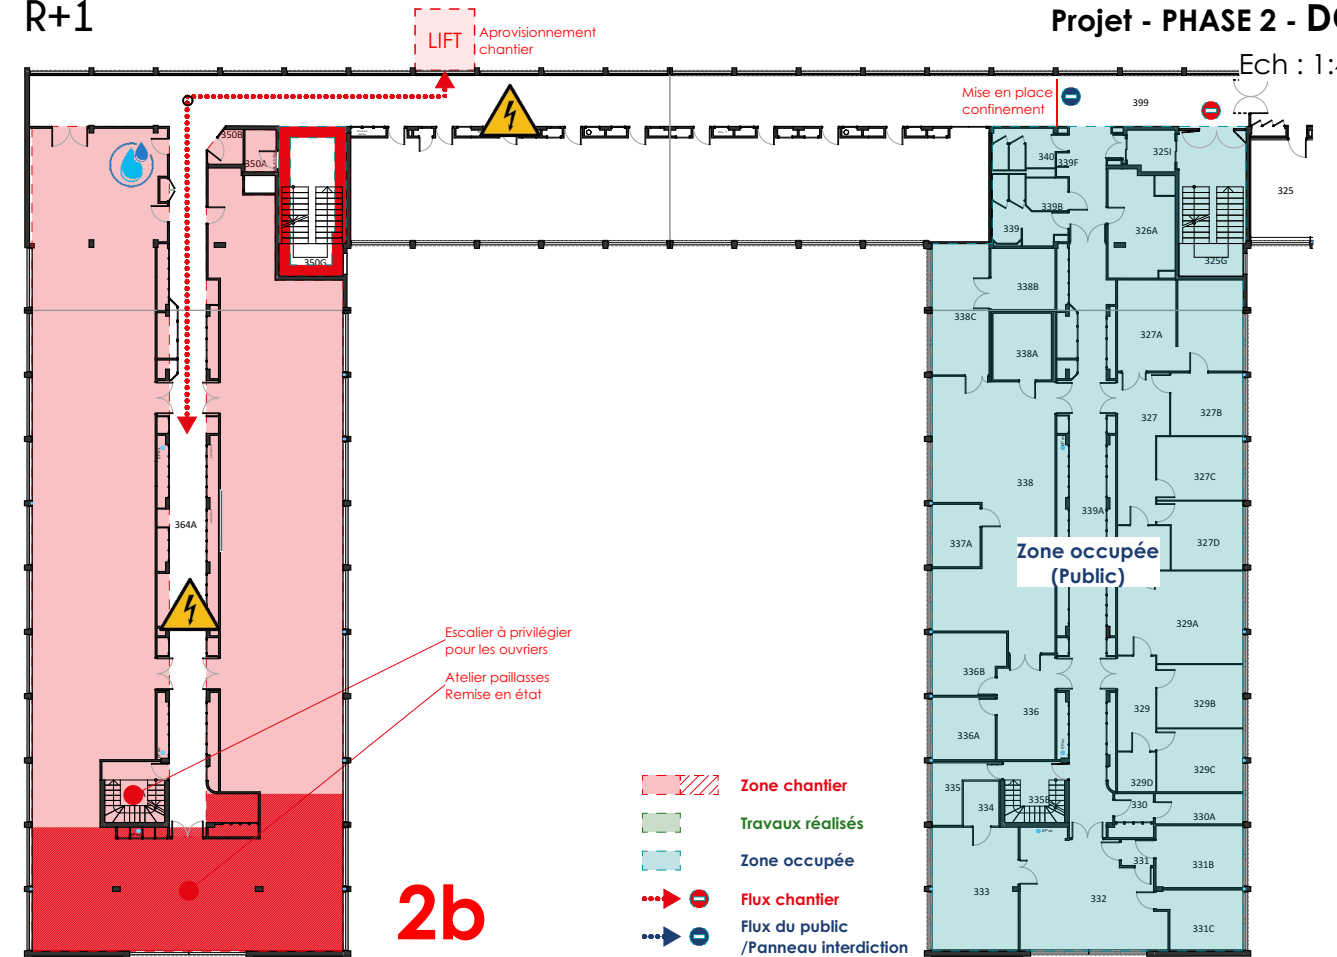 R+1
Projet - PHASE 2 - DC
Ech : 1:
LIFT
Aprovisionnement
chantier
Mise en place
confinement
399
350B
350A
350G
340
339F
325I
339B
339
326A
325G
325
338B
338C
338A
327A
327
327B
327C
338
339A
337A
327D
364A
Zone occupée
(Public)
329A
Escalier à privilégier
pour les ouvriers
Atelier paillasses
Remise en état
336B
336
336A
329
329B
329C
329D
335
334
335B
330
330A
331
331B
333
332
331C
Zone chantier
Travaux réalisés
Zone occupée
Flux chantier
Flux du public
/Panneau interdiction
2b